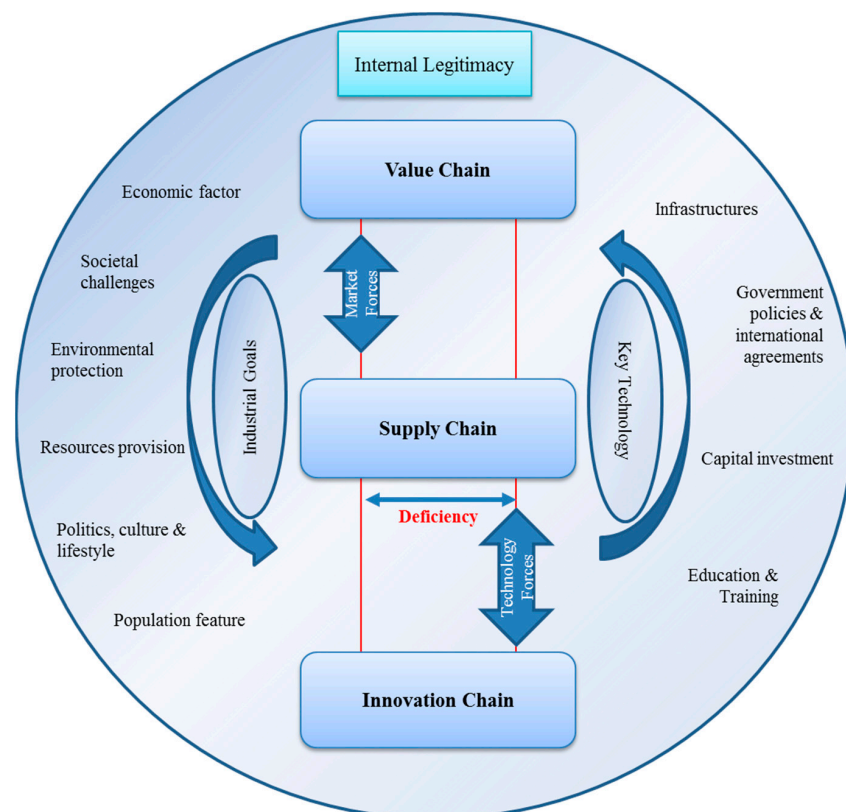 Internal Legitimacy
Value Chain
Economic factor
Societal
challenges
Environmental
protection
Resources provision
Politics, culture &
lifestyle
Population feature
Industrial Goals
Market
Forces
Supply Chain
Deficiency
Technology
Forces
Innovation Chain
Key Technology
Infrastructures
Government
policies &
international
agreements
Capital investment
Education &
Training